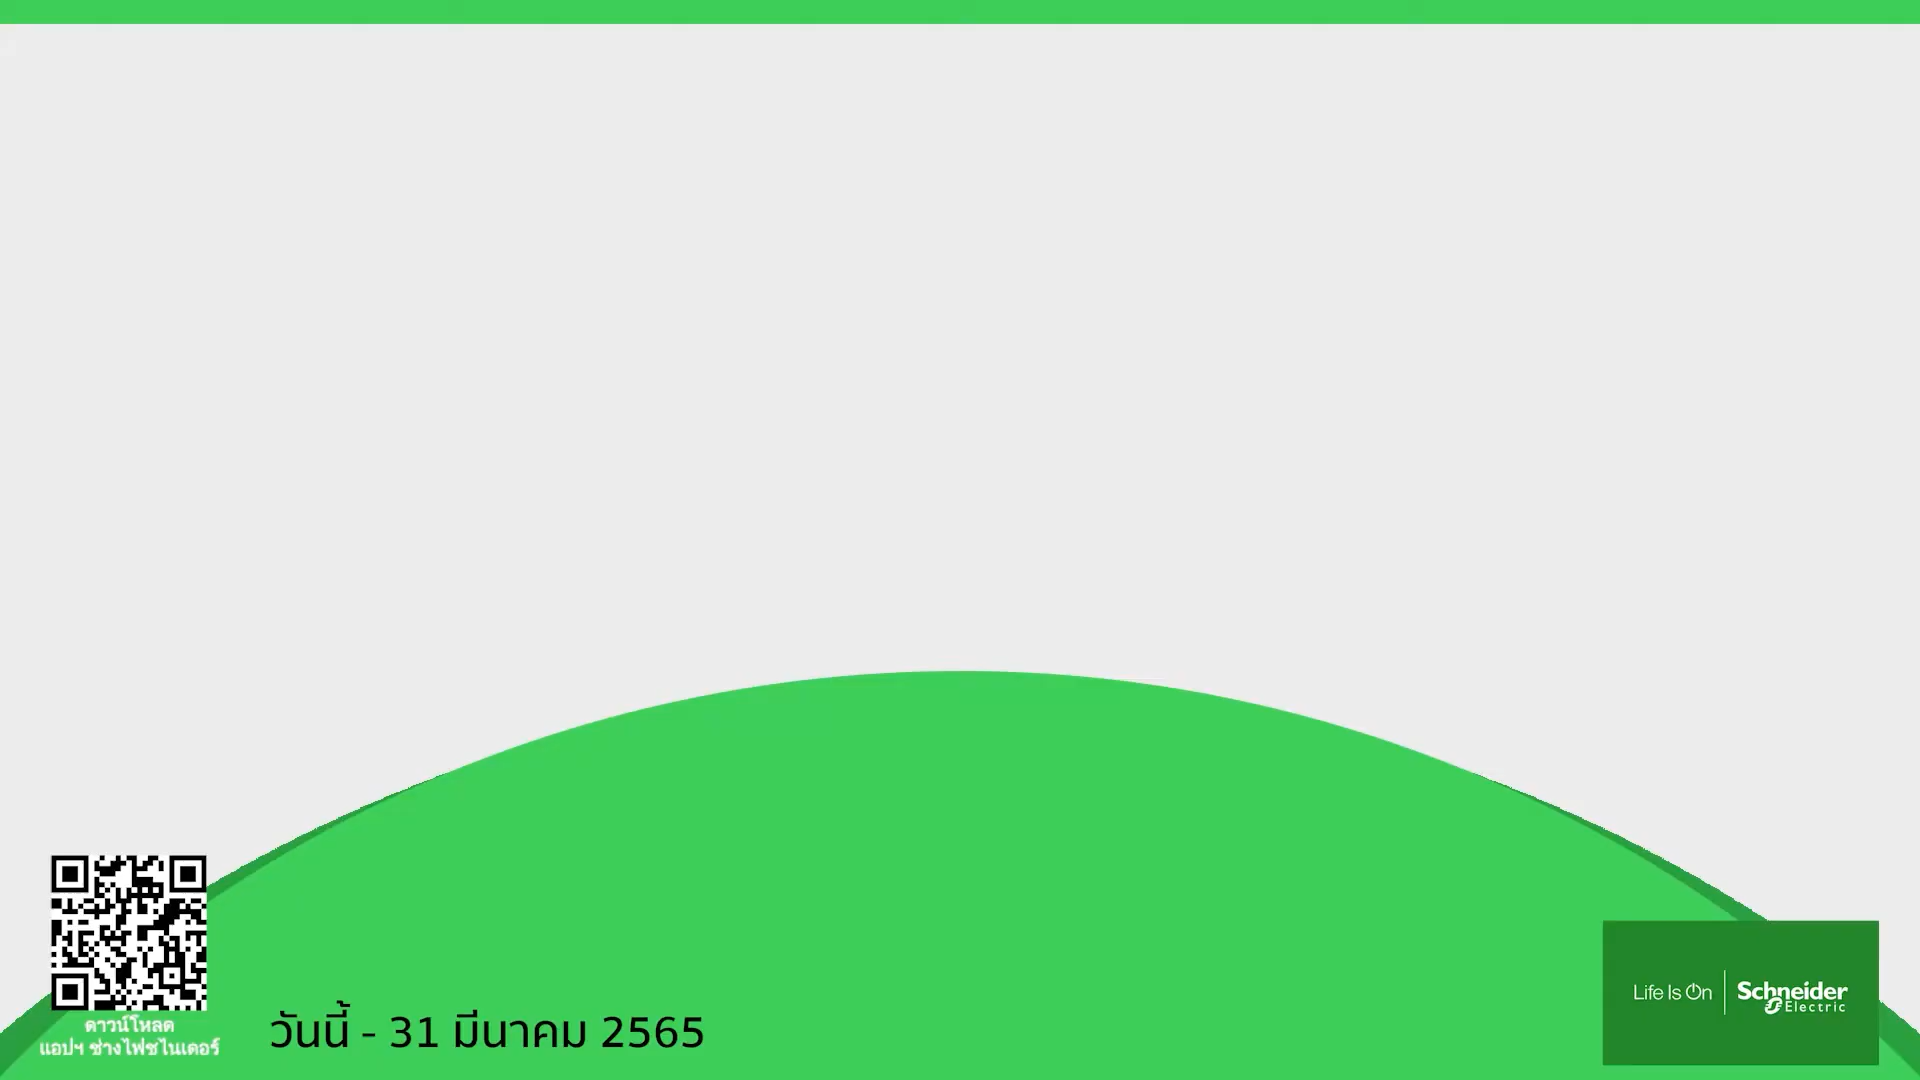 ดาวน์โหลด
แอปฯ ช่างไฟชไนเดอร์
วันนี้ - 31 มีนาคม 2565
Life Is On | Schneider
Electric